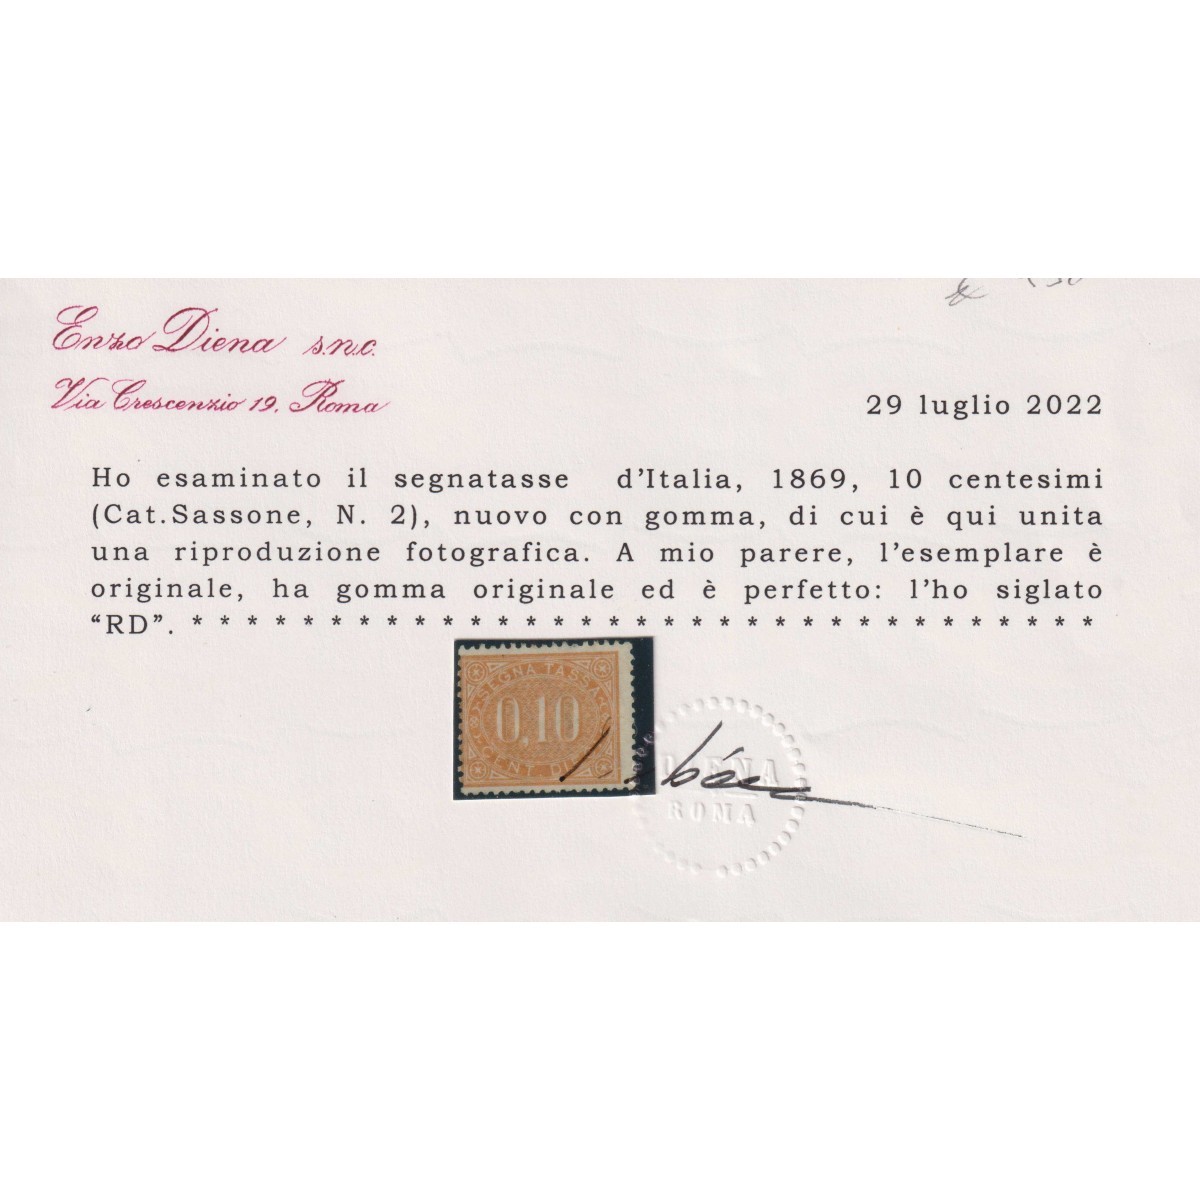 Enzo Diena s.n.c.
Via Crescenzio 19. Roma
29 luglio 2022
Ho esaminato il segnatasse d'Italia, 1869, 10 centesimi
(Cat.Sassone, N. 2), nuovo con gomma, di cui è qui unita
una riproduzione fotografica. A mio parere, l'esemplare è
originale, ha gomma originale ed è perfetto: l'ho siglato
“RD”. * * * * * * * * * * * * * * * * * * * * * * * * * * * * * * * * *
SEGNA TASSA
0,10
CENT. DI
DIENA
ROMA